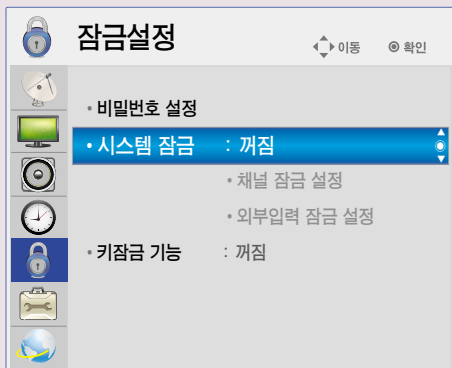 잠금설정
이동 확인
• 비밀번호 설정
• 시스템 잠금 : 꺼짐
• 채널 잠금 설정
• 외부입력 잠금 설정
• 키잠금 기능 : 꺼짐